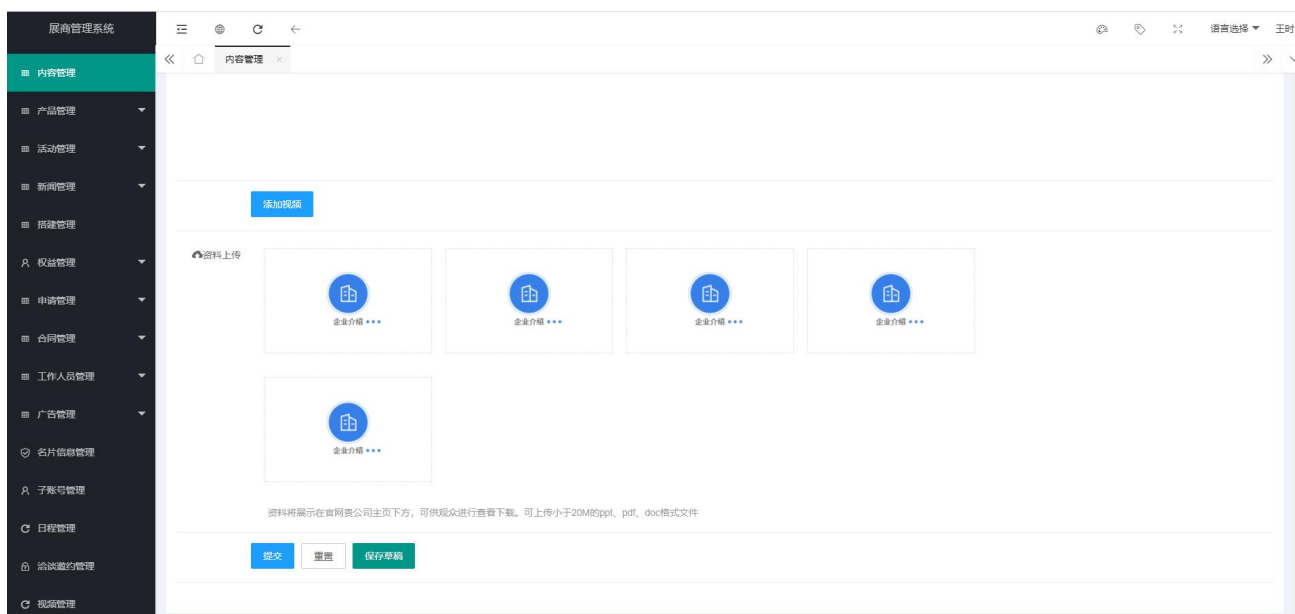 展商管理系统
语言选择
王时
内容管理
内容管理
产品管理
活动管理
新闻管理
添加视频
搭建管理
资料上传
权益管理
申请管理
企业介绍 企业介绍 企业介绍 企业介绍
合同管理
工作人员管理
广告管理
企业介绍
名片信息管理
子账号管理
资料将展示在官网贵公司主页下方，可供观众进行查看下载。可上传小于20M的ppt、pdf、doc格式文件
日程管理
提交 重置 保存草稿
洽谈邀约管理
视频管理